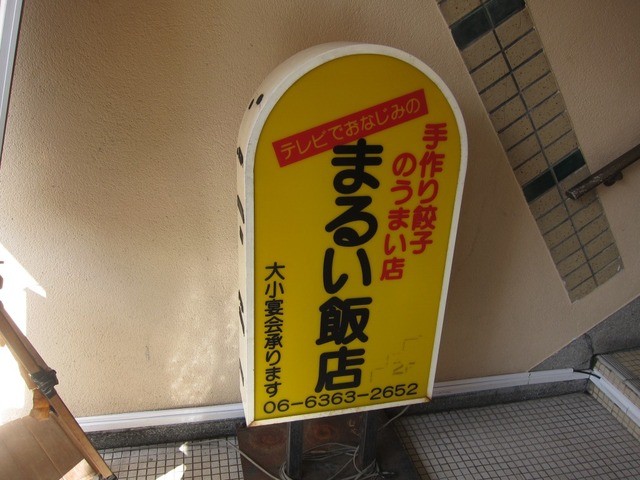 テレビでおなじみの
手作り餃子
のうまい店
まるい飯店
大小宴会承ります
06-6363-2652